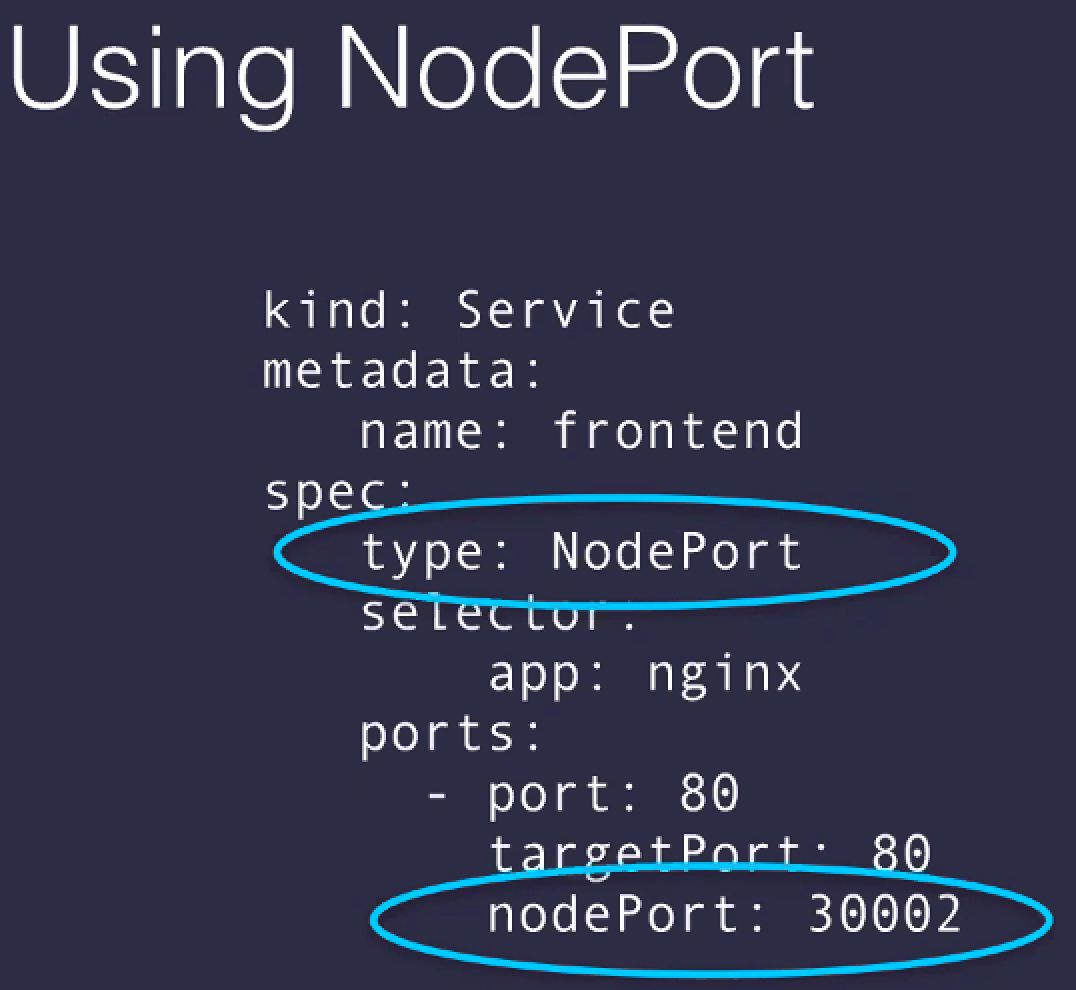 Using NodePort
kind: Service
metadata:
   name: frontend
spec:
   type: NodePort
   selector:
       app: nginx
   ports:
     - port: 80
       targetPort: 80
       nodePort: 30002